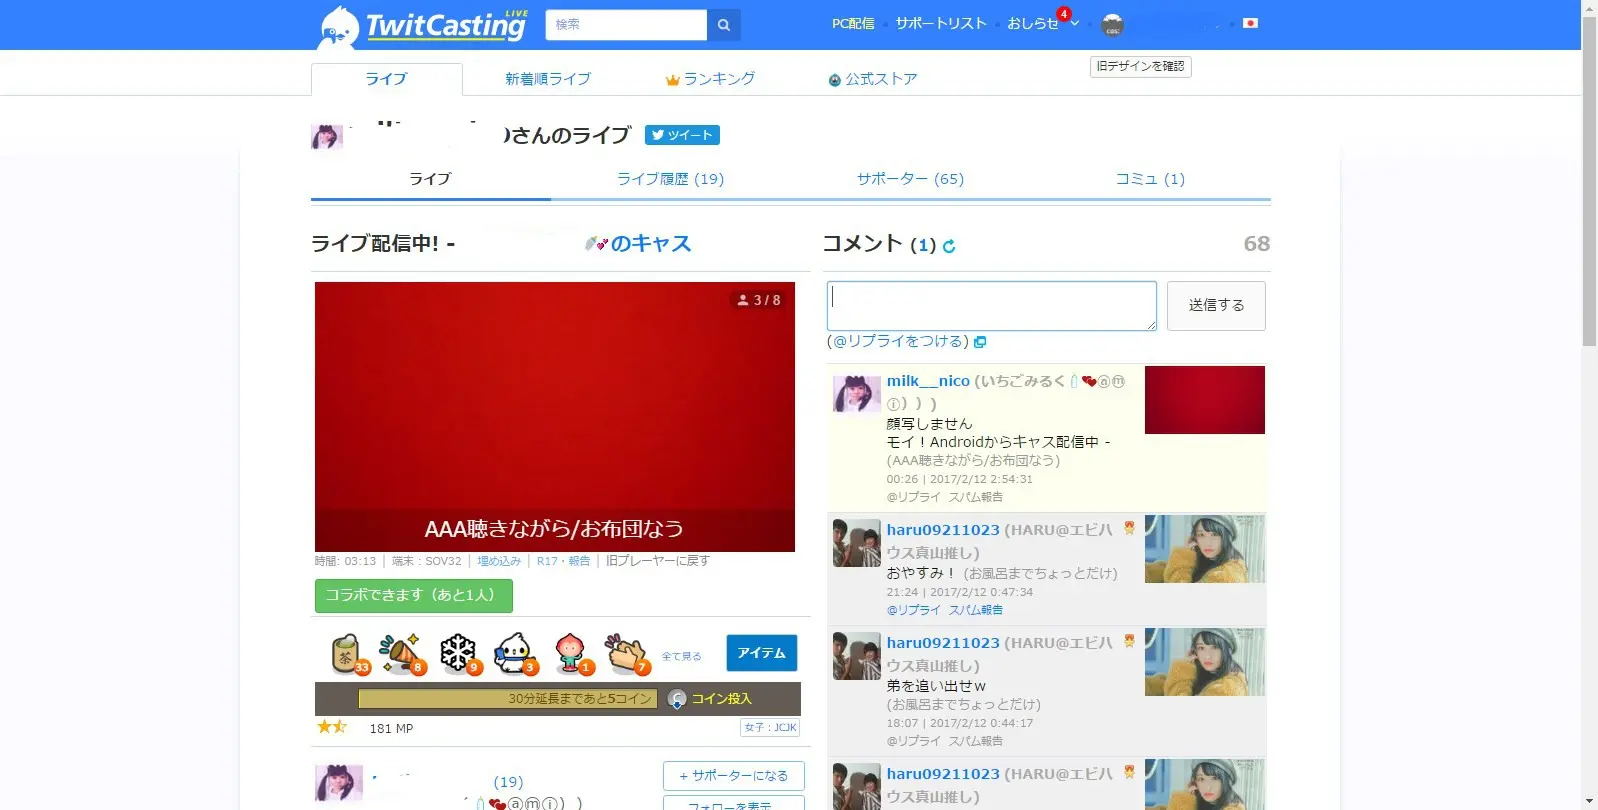 TwitCasting LIVE
検索
PC配信
サポートリスト
おしらせ
4
cas:
旧デザインを確認
ライブ
新着順ライブ
ランキング
公式ストア
さんのライブ
ツイート
ライブ
ライブ履歴 (19)
サポーター (65)
コミュ (1)
ライブ配信中! -
のキャス
3 / 8
AAA聴きながら/お布団なう
時間: 03:13 | 端末 : SOV32 | 埋め込み | R17・報告 | 旧プレーヤーに戻す
コラボできます（あと1人）
茶
33
8
9
3
1
7
全て見る
アイテム
30分延長まであと5コイン
C
コイン投入
181 MP
女子 : JCJK
(19)
ⓐⓜⓘ））
+ サポーターになる
フォローを表示
コメント (1)
68
送信する
(@リプライをつける)
milk__nico (いちごみるく🍼💕ⓐⓜ
ⓘ）））
顔写しません
モイ！Androidからキャス配信中 -
(AAA聴きながら/お布団なう)
00:26 | 2017/2/12 2:54:31
@リプライ スパム報告
haru09211023 (HARU@エビハ
ウス真山推し)
おやすみ！ (お風呂までちょっとだけ)
21:24 | 2017/2/12 0:47:34
@リプライ スパム報告
haru09211023 (HARU@エビハ
ウス真山推し)
弟を追い出せw
(お風呂までちょっとだけ)
18:07 | 2017/2/12 0:44:17
@リプライ スパム報告
haru09211023 (HARU@エビハ
ウス真山推し)